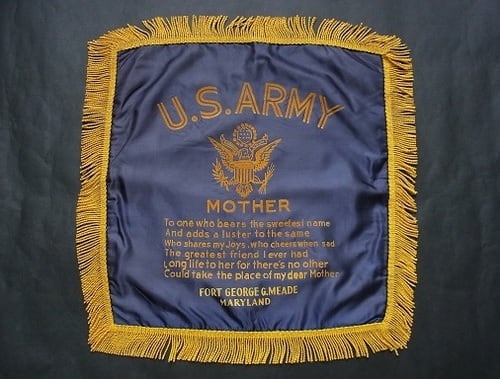 U.S. ARMY
MOTHER
To one who bears the sweetest name
And adds a luster to the same
Who shares my Joys, Who cheers when sad
The greatest friend I ever had
Long life to her for there's no other
Could take the place of my dear Mother
FORT GEORGE G. MEADE
MARYLAND